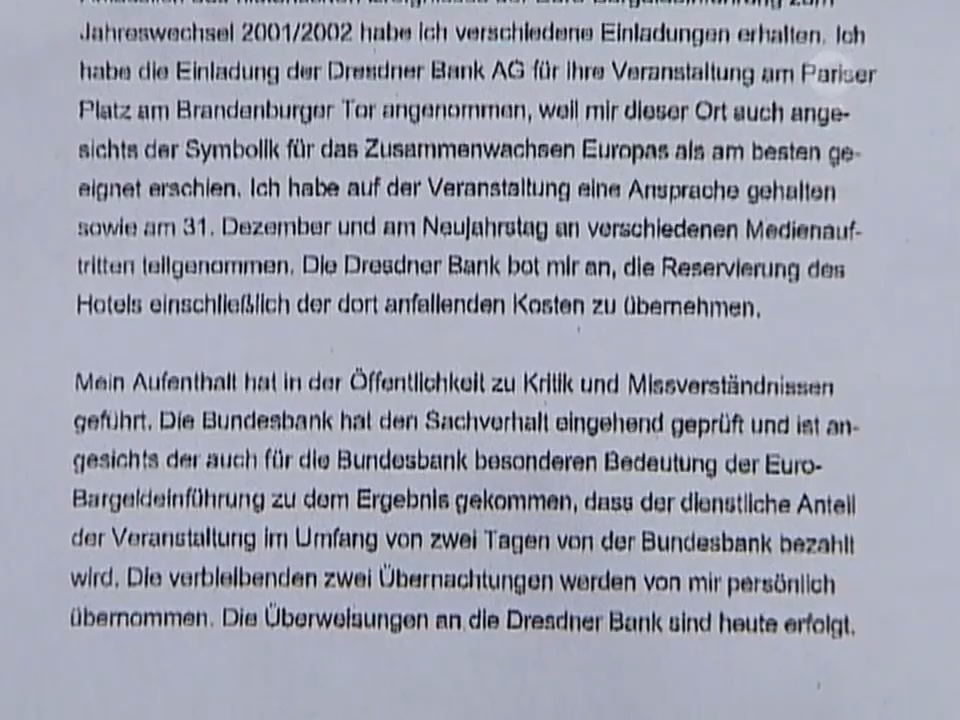 Anlässlich des historischen Ereignisses der Euro-Bargeldeinführung zum
Jahreswechsel 2001/2002 habe ich verschiedene Einladungen erhalten. Ich
habe die Einladung der Dresdner Bank AG für ihre Veranstaltung am Pariser
Platz am Brandenburger Tor angenommen, weil mir dieser Ort auch ange-
sichts der Symbolik für das Zusammenwachsen Europas als am besten ge-
eignet erschien. Ich habe auf der Veranstaltung eine Ansprache gehalten
sowie am 31. Dezember und am Neujahrstag an verschiedenen Medienauf-
tritten teilgenommen. Die Dresdner Bank bot mir an, die Reservierung des
Hotels einschließlich der dort anfallenden Kosten zu übernehmen.
Mein Aufenthalt hat in der Öffentlichkeit zu Kritik und Missverständnissen
geführt. Die Bundesbank hat den Sachverhalt eingehend geprüft und ist an-
gesichts der auch für die Bundesbank besonderen Bedeutung der Euro-
Bargeldeinführung zu dem Ergebnis gekommen, dass der dienstliche Anteil
der Veranstaltung im Umfang von zwei Tagen von der Bundesbank bezahlt
wird. Die verbleibenden zwei Übernachtungen werden von mir persönlich
übernommen. Die Überweisungen an die Dresdner Bank sind heute erfolgt.